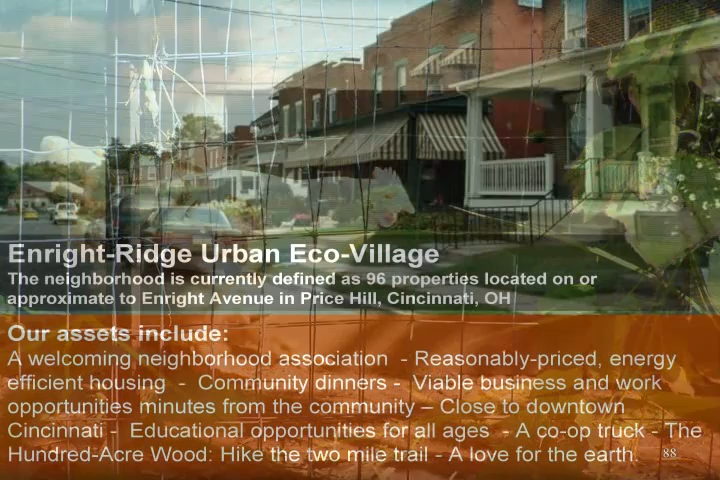 Enright-Ridge Urban Eco-Village
The neighborhood is currently defined as 96 properties located on or
approximate to Enright Avenue in Price Hill, Cincinnati, OH
Our assets include:
A welcoming neighborhood association - Reasonably-priced, energy
efficient housing - Community dinners - Viable business and work
opportunities minutes from the community – Close to downtown
Cincinnati - Educational opportunities for all ages - A co-op truck - The
Hundred-Acre Wood: Hike the two mile trail - A love for the earth.
88